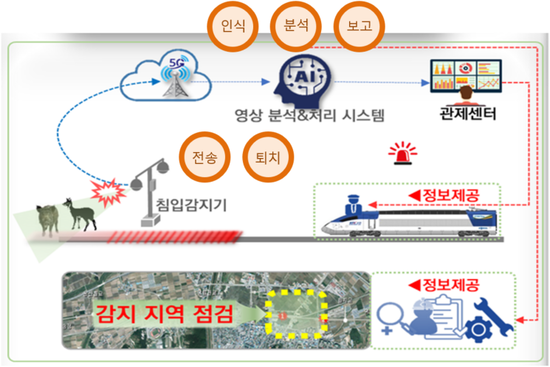 인식
분석
보고
5G
Ai
영상 분석&처리 시스템
관제센터
전송
퇴치
침입감지기
◀정보제공
감지 지역 점검
◀정보제공